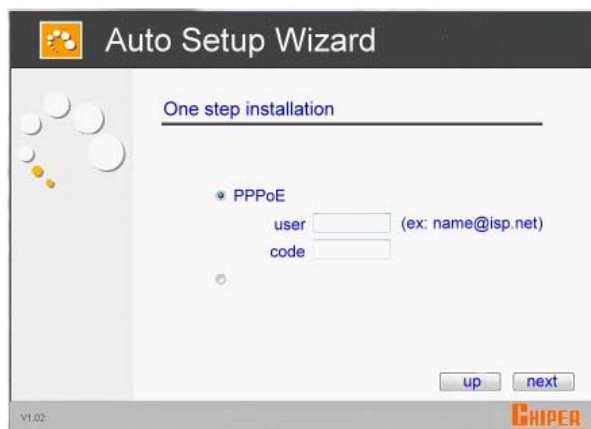 Auto Setup Wizard
One step installation
PPPoE
user (ex: name@isp.net)
code
up next
V1.02 CHIPER